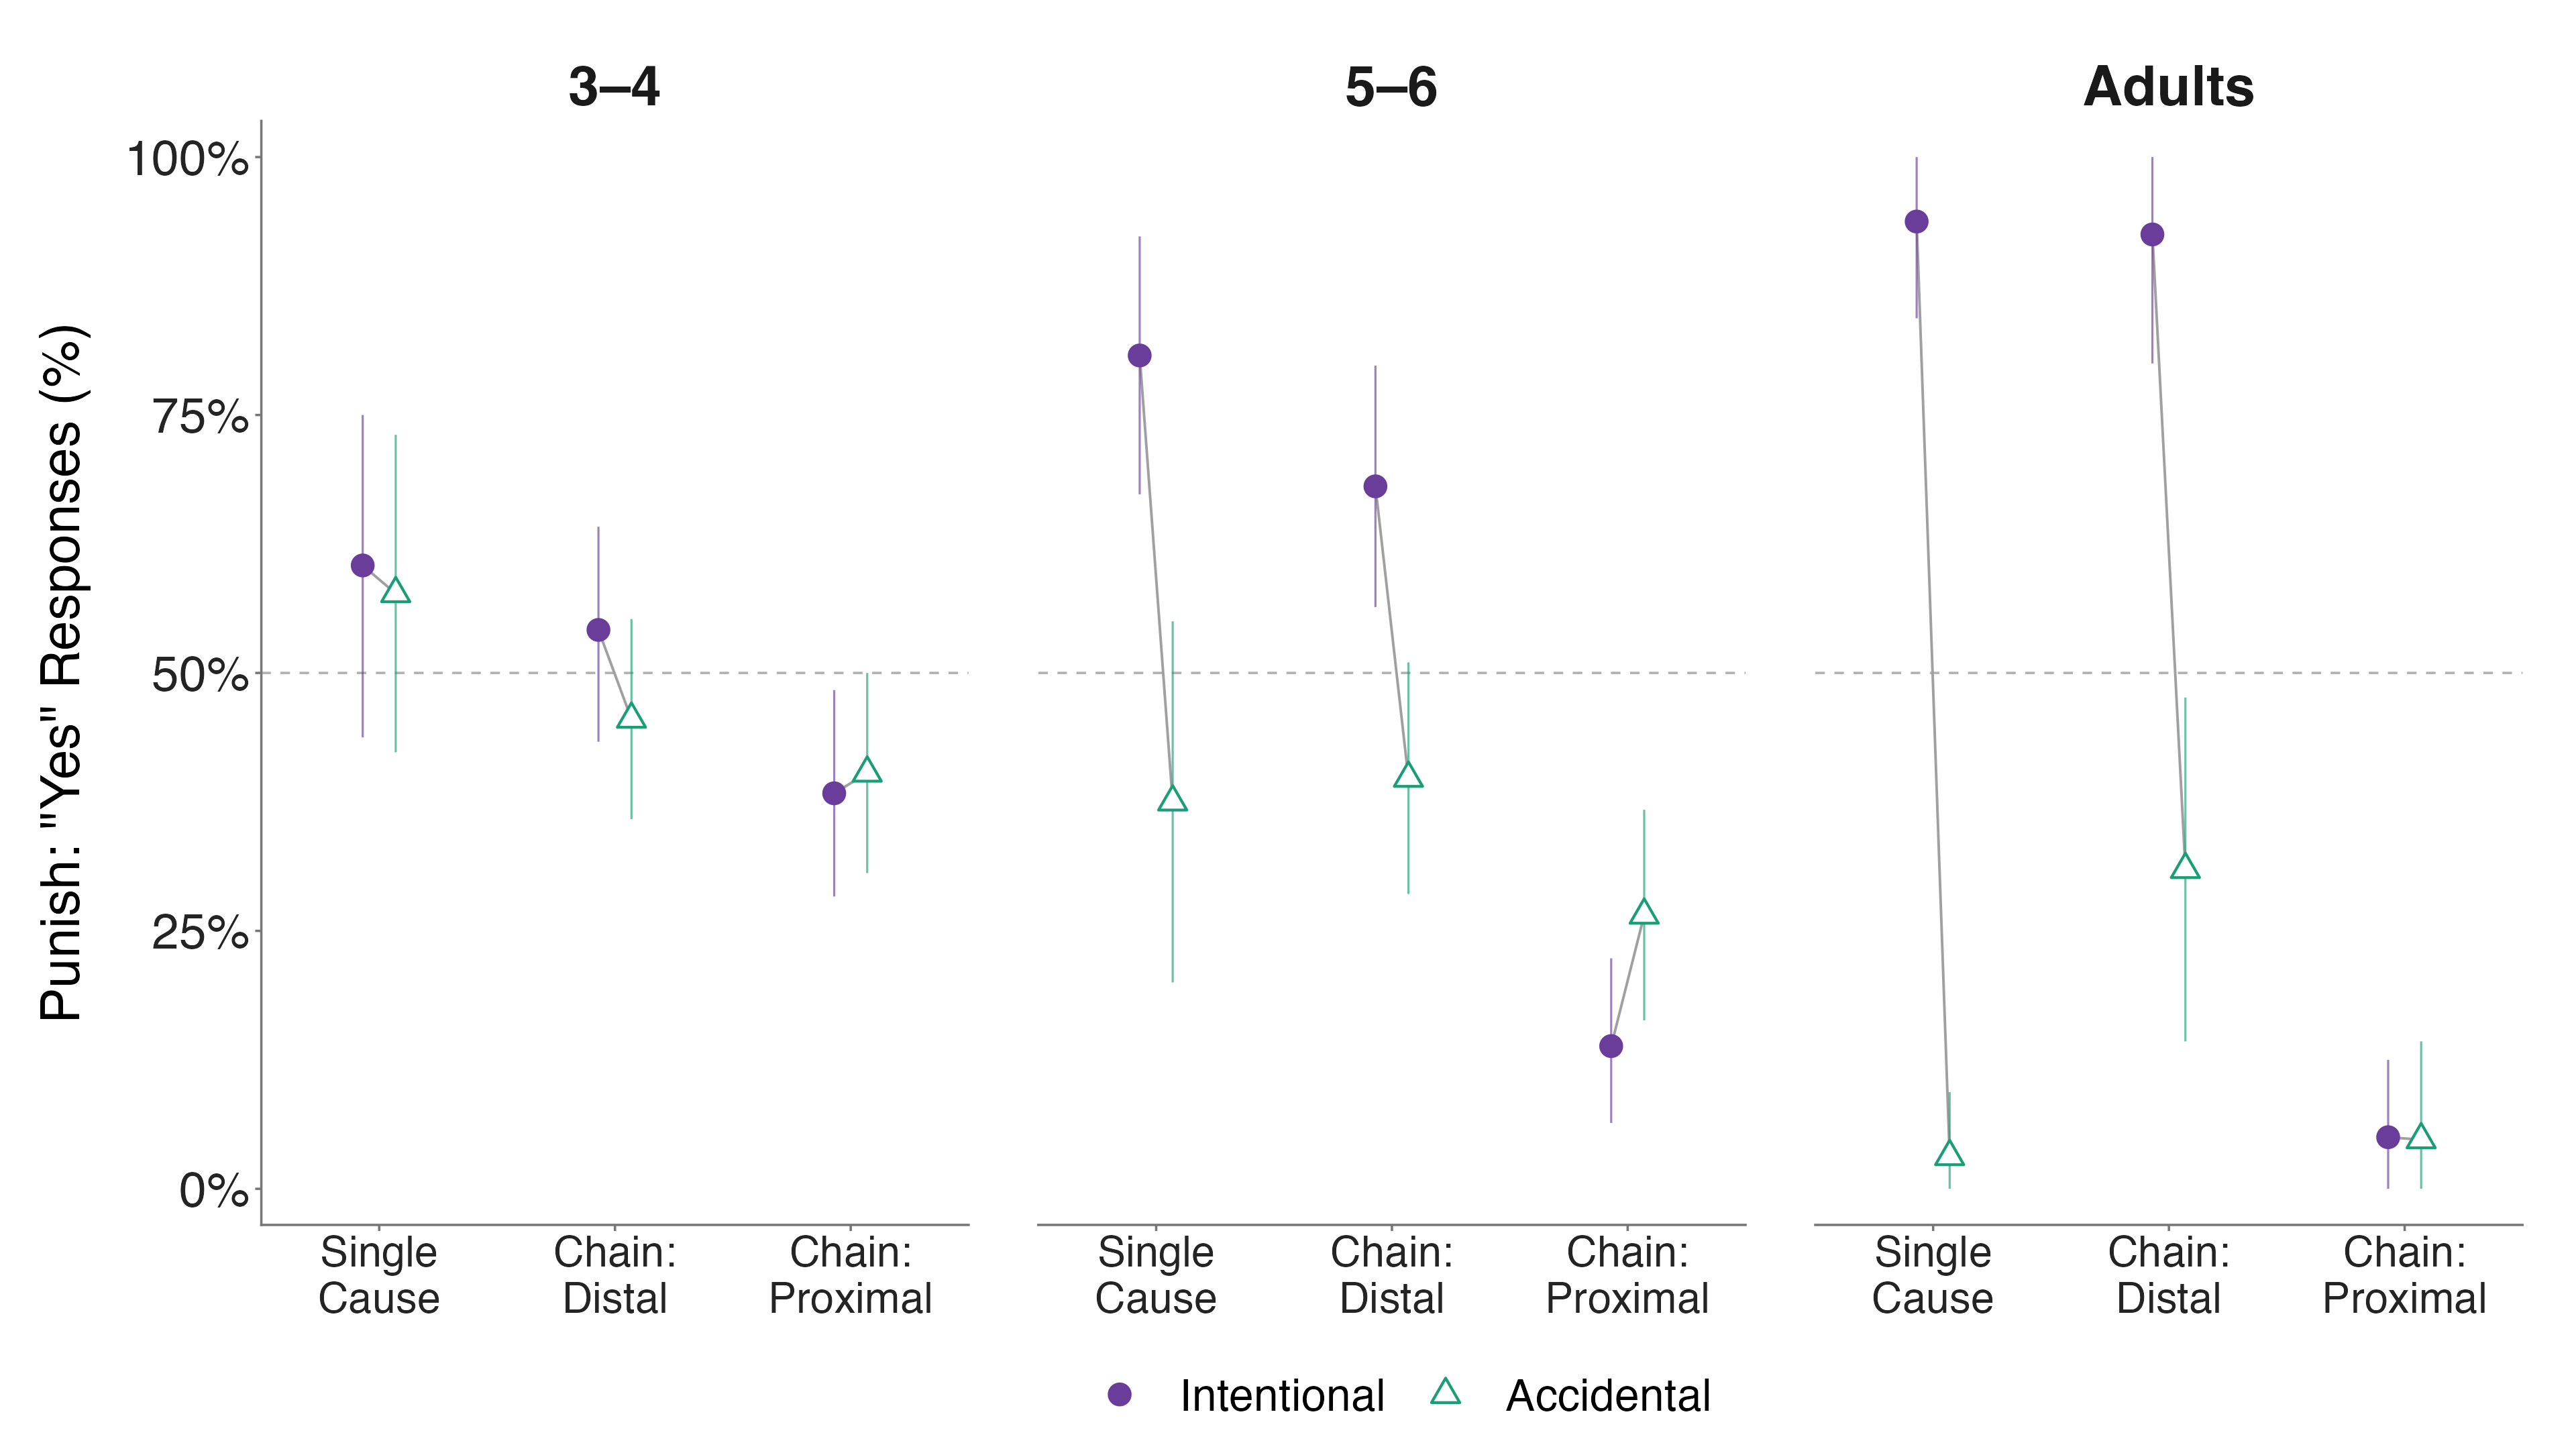 3–4
5–6
Adults
Punish: "Yes" Responses (%)
100%
75%
50%
25%
0%
Single
Cause
Chain:
Distal
Chain:
Proximal
Single
Cause
Chain:
Distal
Chain:
Proximal
Single
Cause
Chain:
Distal
Chain:
Proximal
Intentional
Accidental